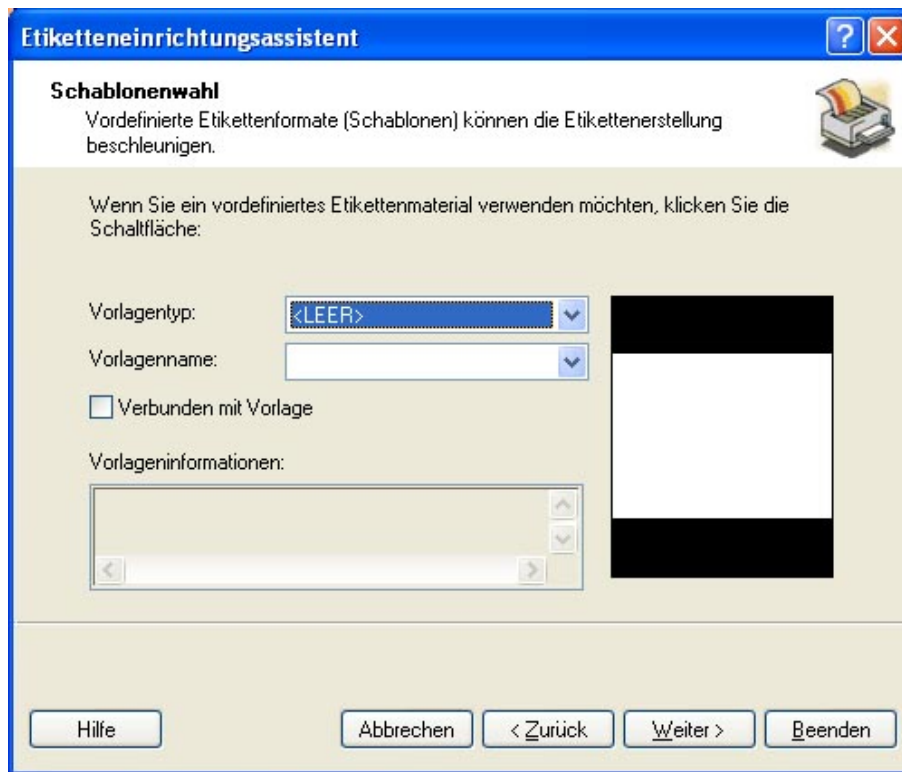 Etiketteneinrichtungsassistent
Schablonenwahl
Vordefinierte Etikettenformate (Schablonen) können die Etikettenerstellung
beschleunigen.
Wenn Sie ein vordefiniertes Etikettenmaterial verwenden möchten, klicken Sie die
Schaltfläche:
Vorlagentyp:
<LEER>
Vorlagenname:
Verbunden mit Vorlage
Vorlageninformationen:
Hilfe
Abbrechen
< Zurück
Weiter >
Beenden